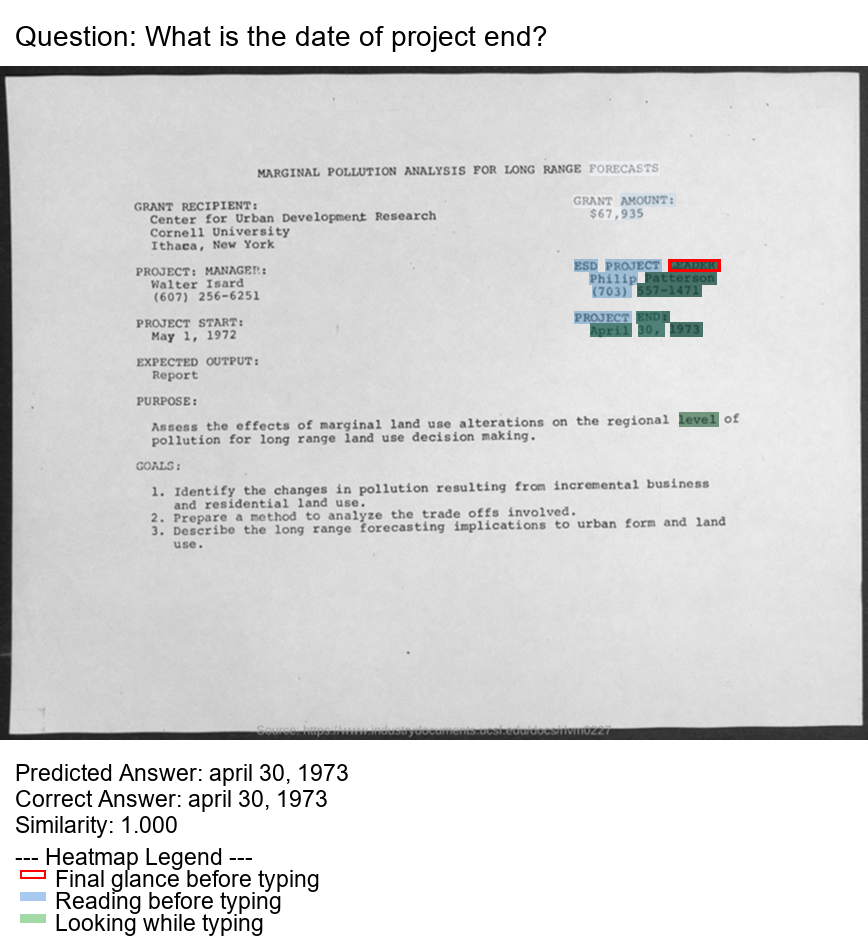 Question: What is the date of project end?
MARGINAL POLLUTION ANALYSIS FOR LONG RANGE FORECASTS
GRANT RECIPIENT:
Center for Urban Development Research
Cornell University
Ithaca, New York
GRANT AMOUNT:
$67,935
PROJECT: MANAGER:
Walter Isard
(607) 256-6251
ESD PROJECT LEADER
Philip Patterson
(703) 557-1471
PROJECT START:
May 1, 1972
PROJECT END:
April 30, 1973
EXPECTED OUTPUT:
Report
PURPOSE:
Assess the effects of marginal land use alterations on the regional level of
pollution for long range land use decision making.
GOALS:
1. Identify the changes in pollution resulting from incremental business
and residential land use.
2. Prepare a method to analyze the trade offs involved.
3. Describe the long range forecasting implications to urban form and land
use.
Source: https://www.industrydocuments.ucsf.edu/docs/hvm0227
Predicted Answer: april 30, 1973
Correct Answer: april 30, 1973
Similarity: 1.000
--- Heatmap Legend ---
Final glance before typing
Reading before typing
Looking while typing